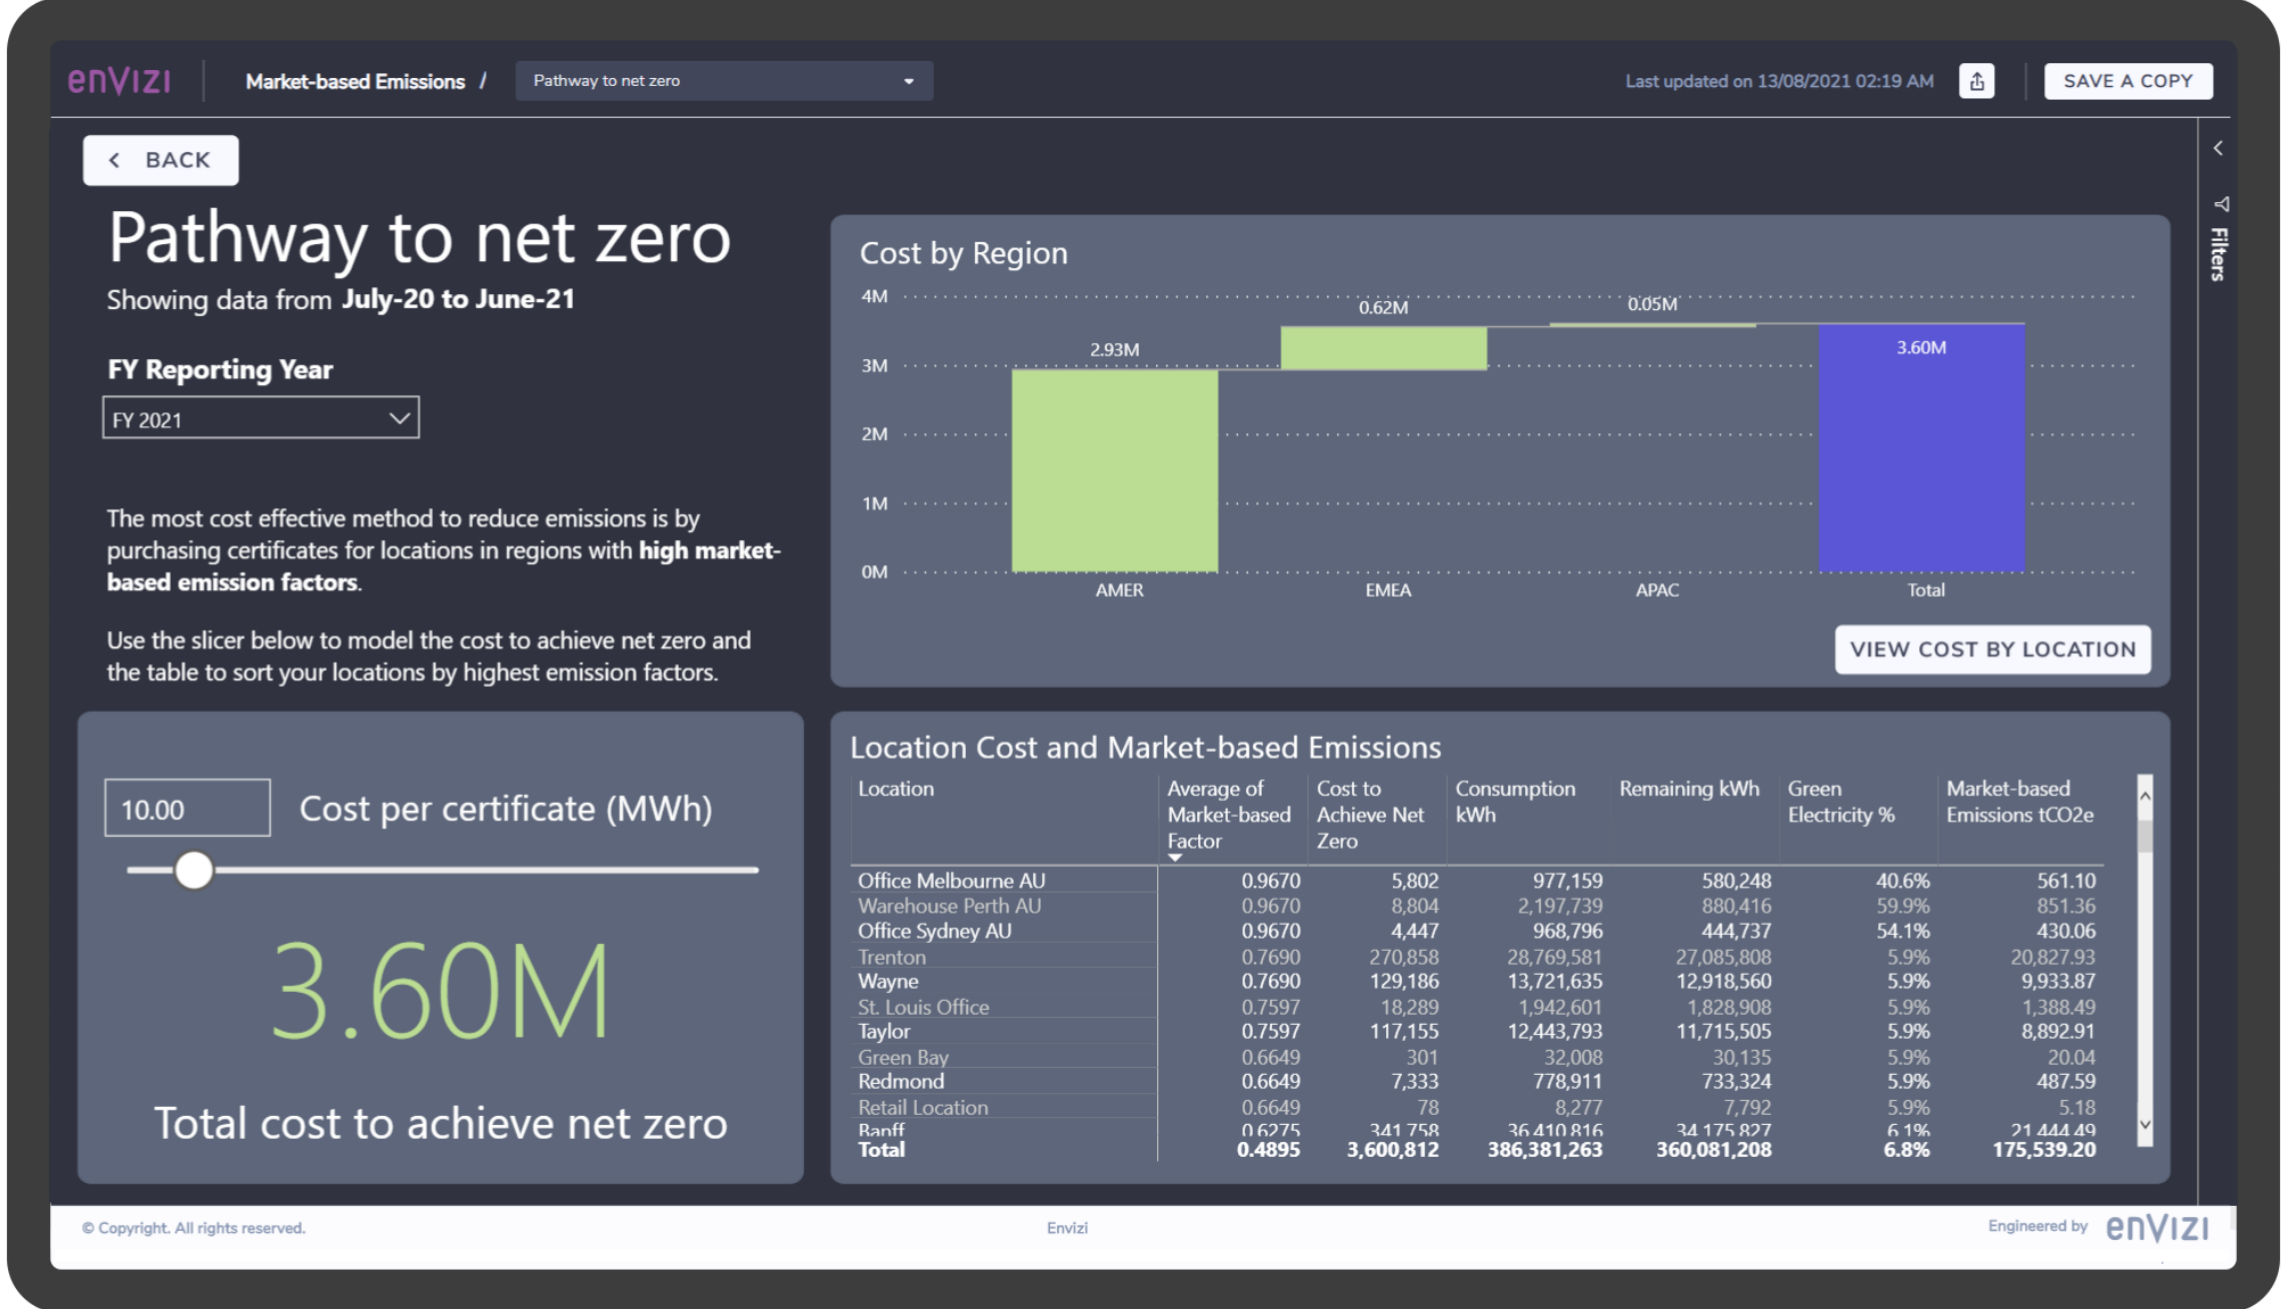 enVIZI
Market-based Emissions /
Pathway to net zero
Last updated on 13/08/2021 02:19 AM
SAVE A COPY
BACK
Filters
Pathway to net zero
Showing data from July-20 to June-21
FY Reporting Year
FY 2021
The most cost effective method to reduce emissions is by
purchasing certificates for locations in regions with high market-
based emission factors.
Use the slicer below to model the cost to achieve net zero and
the table to sort your locations by highest emission factors.
Cost by Region
4M
3M
2M
1M
0M
2.93M
0.62M
0.05M
3.60M
AMER EMEA APAC Total
VIEW COST BY LOCATION
10.00 Cost per certificate (MWh)
3.60M
Total cost to achieve net zero
Location Cost and Market-based Emissions
Location Average of Cost to Consumption Remaining kWh Green Market-based
Market-based Achieve Net kWh Electricity % Emissions tCO2e
Factor Zero
Office Melbourne AU 0.9670 5,802 977,159 580,248 40.6% 561.10
Warehouse Perth AU 0.9670 8,804 2,197,739 880,416 59.9% 851.36
Office Sydney AU 0.9670 4,447 968,796 444,737 54.1% 430.06
Trenton 0.7690 270,858 28,769,581 27,085,808 5.9% 20,827.93
Wayne 0.7690 129,186 13,721,635 12,918,560 5.9% 9,933.87
St. Louis Office 0.7597 18,289 1,942,601 1,828,908 5.9% 1,388.49
Taylor 0.7597 117,155 12,443,793 11,715,505 5.9% 8,892.91
Green Bay 0.6649 301 32,008 30,135 5.9% 20.04
Redmond 0.6649 7,333 778,911 733,324 5.9% 487.59
Retail Location 0.6649 78 8,277 7,792 5.9% 5.18
Banff 0.6275 341,758 36,410,816 34,175,827 6.1% 21,444.49
Total 0.4895 3,600,812 386,381,263 360,081,208 6.8% 175,539.20
© Copyright. All rights reserved.
Envizi
Engineered by enVIZI